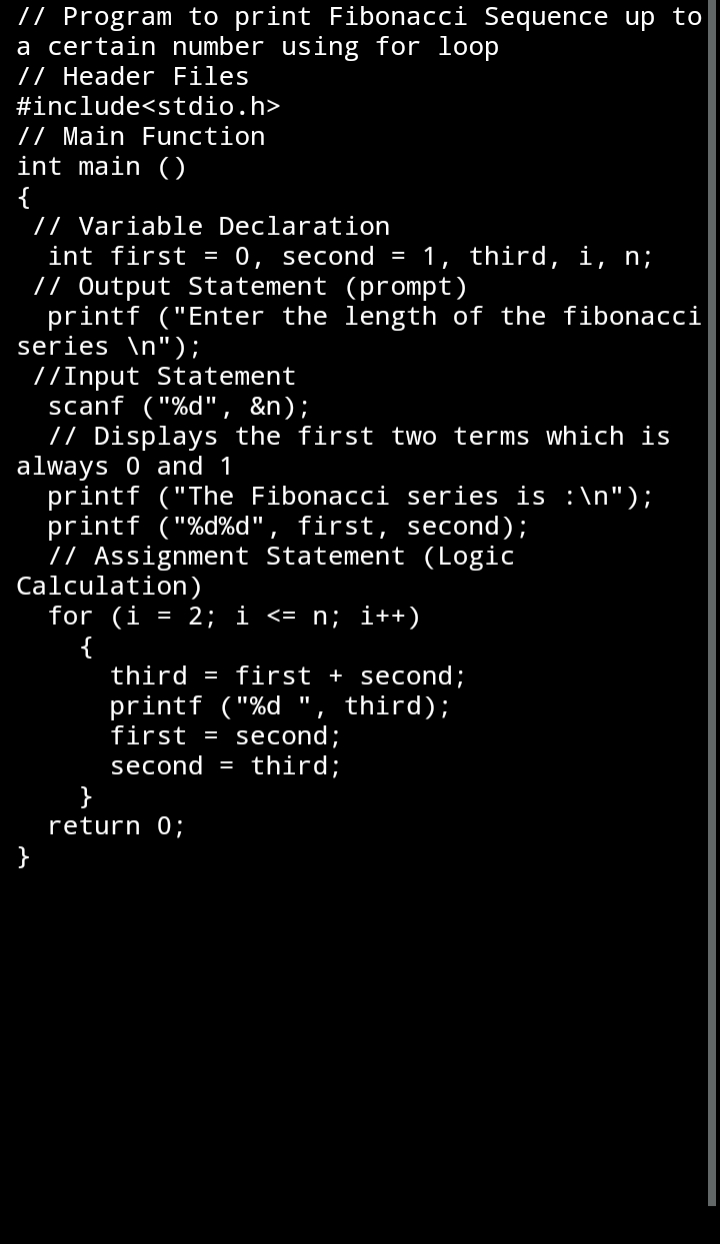 // Program to print Fibonacci Sequence up to
a certain number using for loop
// Header Files
#include<stdio.h>
// Main Function
int main ()
{
 // Variable Declaration
  int first = 0, second = 1, third, i, n;
 // Output Statement (prompt)
  printf ("Enter the length of the fibonacci
series \n");
 //Input Statement
  scanf ("%d", &n);
  // Displays the first two terms which is
always 0 and 1
  printf ("The Fibonacci series is :\n");
  printf ("%d%d", first, second);
  // Assignment Statement (Logic
Calculation)
  for (i = 2; i <= n; i++)
    {
      third = first + second;
      printf ("%d ", third);
      first = second;
      second = third;
    }
  return 0;
}